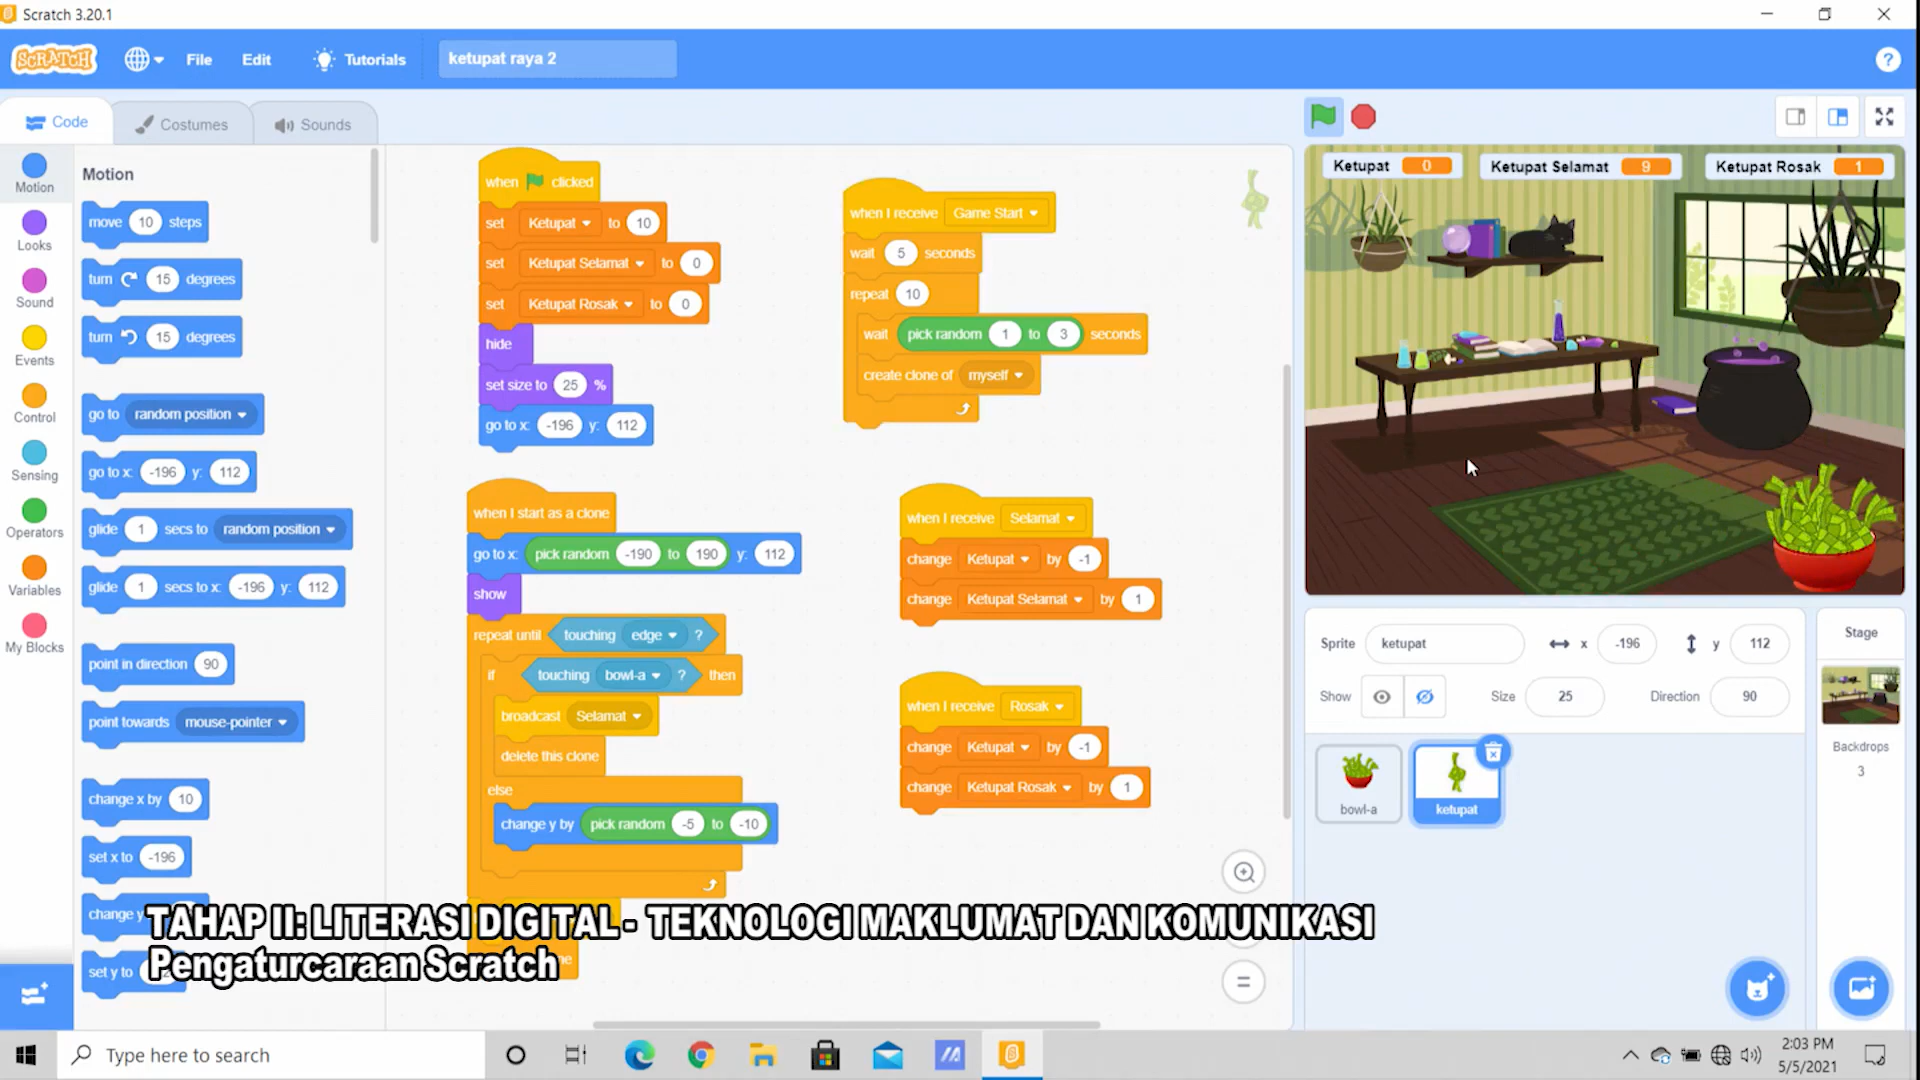 Scratch 3.20.1
SCRATCH
File
Edit
Tutorials
ketupat raya 2
?
Code
Costumes
Sounds
Motion
Looks
Sound
Events
Control
Sensing
Operators
Variables
My Blocks
Motion
move 10 steps
turn 15 degrees
turn 15 degrees
go to random position
go to x: -196 y: 112
glide 1 secs to random position
glide 1 secs to x: -196 y: 112
point in direction 90
point towards mouse-pointer
change x by 10
set x to -196
change y
set y to
when clicked
set Ketupat to 10
set Ketupat Selamat to 0
set Ketupat Rosak to 0
hide
set size to 25 %
go to x: -196 y: 112
when I start as a clone
go to x: pick random -190 to 190 y: 112
show
repeat until touching edge ?
if touching bowl-a ? then
broadcast Selamat
delete this clone
else
change y by pick random -5 to -10
when I receive Game Start
wait 5 seconds
repeat 10
wait pick random 1 to 3 seconds
create clone of myself
when I receive Selamat
change Ketupat by -1
change Ketupat Selamat by 1
when I receive Rosak
change Ketupat by -1
change Ketupat Rosak by 1
Ketupat 0
Ketupat Selamat 9
Ketupat Rosak 1
Sprite ketupat x -196 y 112
Show Size 25 Direction 90
bowl-a
ketupat
Stage
Backdrops
3
TAHAP II: LITERASI DIGITAL - TEKNOLOGI MAKLUMAT DAN KOMUNIKASI
Pengaturcaraan Scratch
Type here to search
2:03 PM
5/5/2021